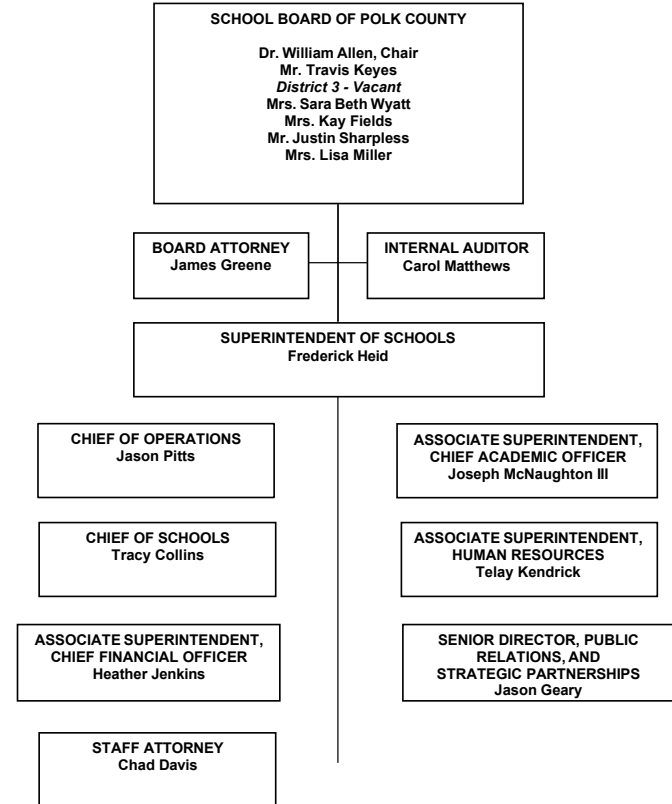 SCHOOL BOARD OF POLK COUNTY
Dr. William Allen, Chair
Mr. Travis Keyes
District 3 - Vacant
Mrs. Sara Beth Wyatt
Mrs. Kay Fields
Mr. Justin Sharpless
Mrs. Lisa Miller
BOARD ATTORNEY
James Greene
INTERNAL AUDITOR
Carol Matthews
SUPERINTENDENT OF SCHOOLS
Frederick Heid
CHIEF OF OPERATIONS
Jason Pitts
ASSOCIATE SUPERINTENDENT,
CHIEF ACADEMIC OFFICER
Joseph McNaughton III
CHIEF OF SCHOOLS
Tracy Collins
ASSOCIATE SUPERINTENDENT,
HUMAN RESOURCES
Telay Kendrick
ASSOCIATE SUPERINTENDENT,
CHIEF FINANCIAL OFFICER
Heather Jenkins
SENIOR DIRECTOR, PUBLIC
RELATIONS, AND
STRATEGIC PARTNERSHIPS
Jason Geary
STAFF ATTORNEY
Chad Davis